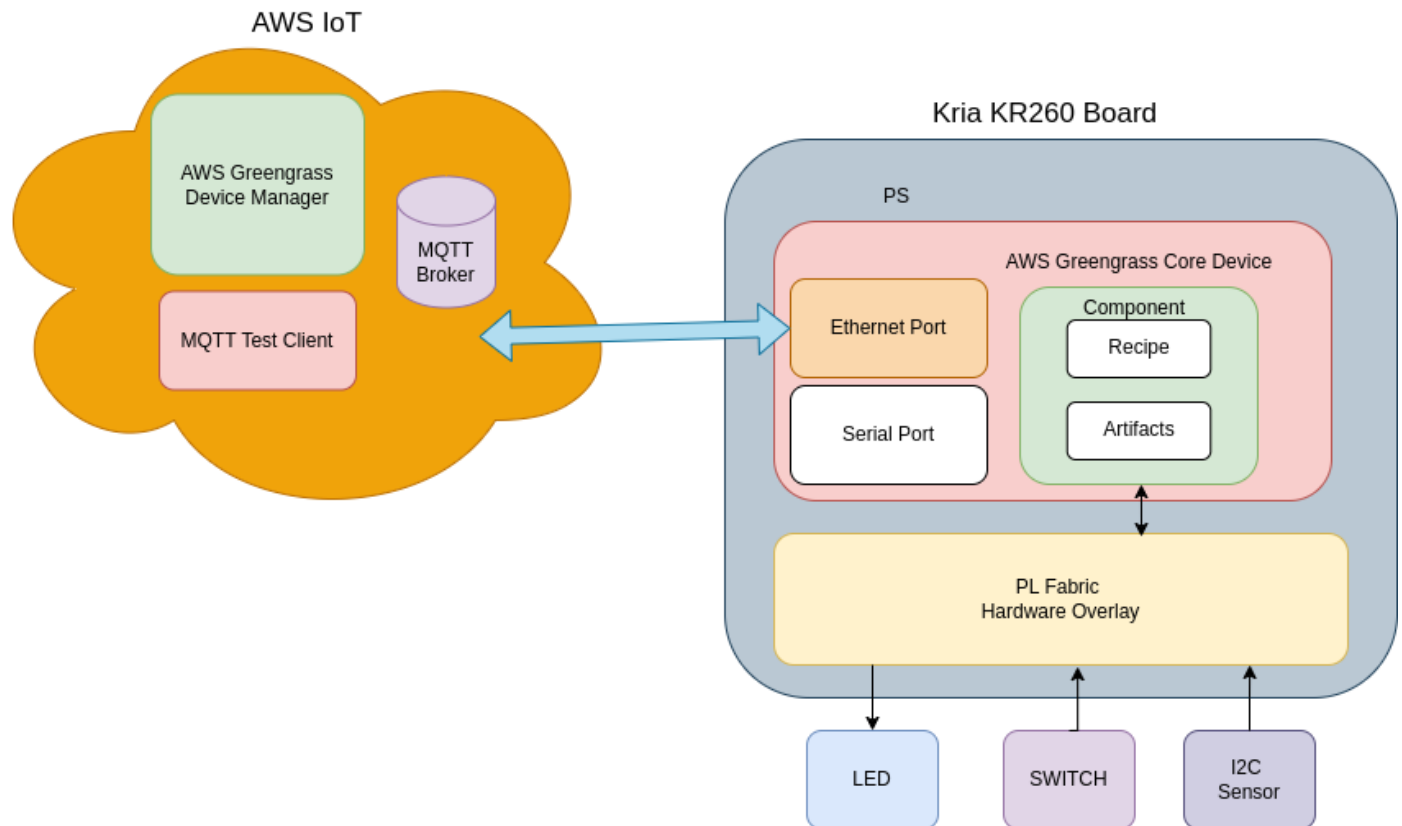 AWS IoT
AWS Greengrass
Device Manager
MQTT
Broker
MQTT Test Client
Kria KR260 Board
PS
AWS Greengrass Core Device
Ethernet Port
Serial Port
Component
Recipe
Artifacts
PL Fabric
Hardware Overlay
LED
SWITCH
I2C
Sensor